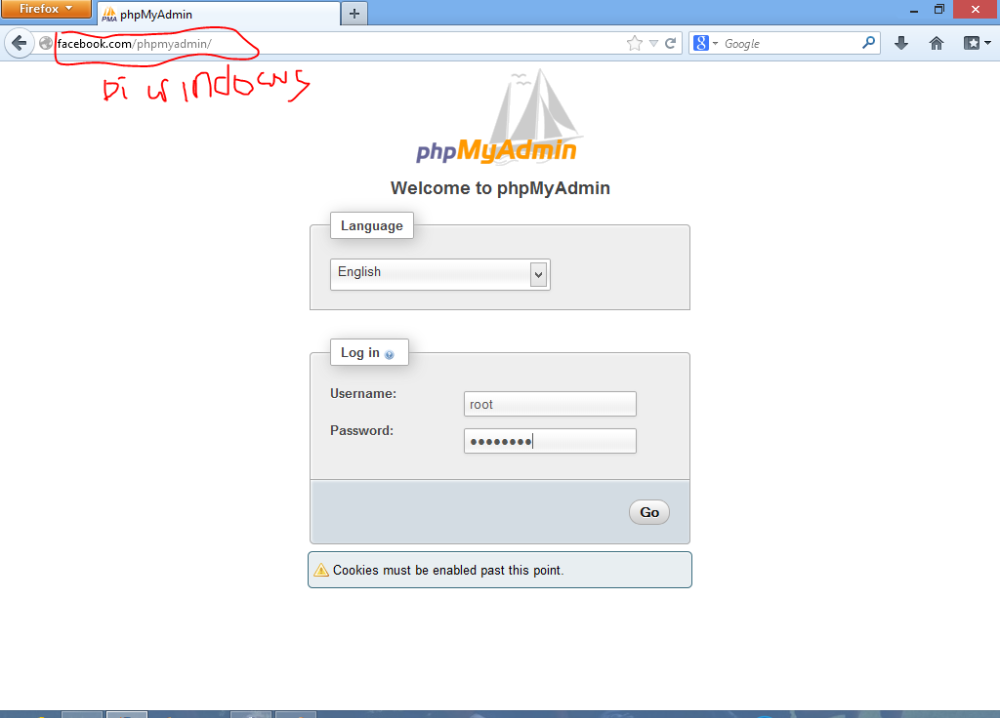 Firefox
PMA phpMyAdmin
facebook.com/phpmyadmin/
8 Google
Di windows
phpMyAdmin
Welcome to phpMyAdmin
Language
English
Log in
Username:
root
Password:
Go
Cookies must be enabled past this point.